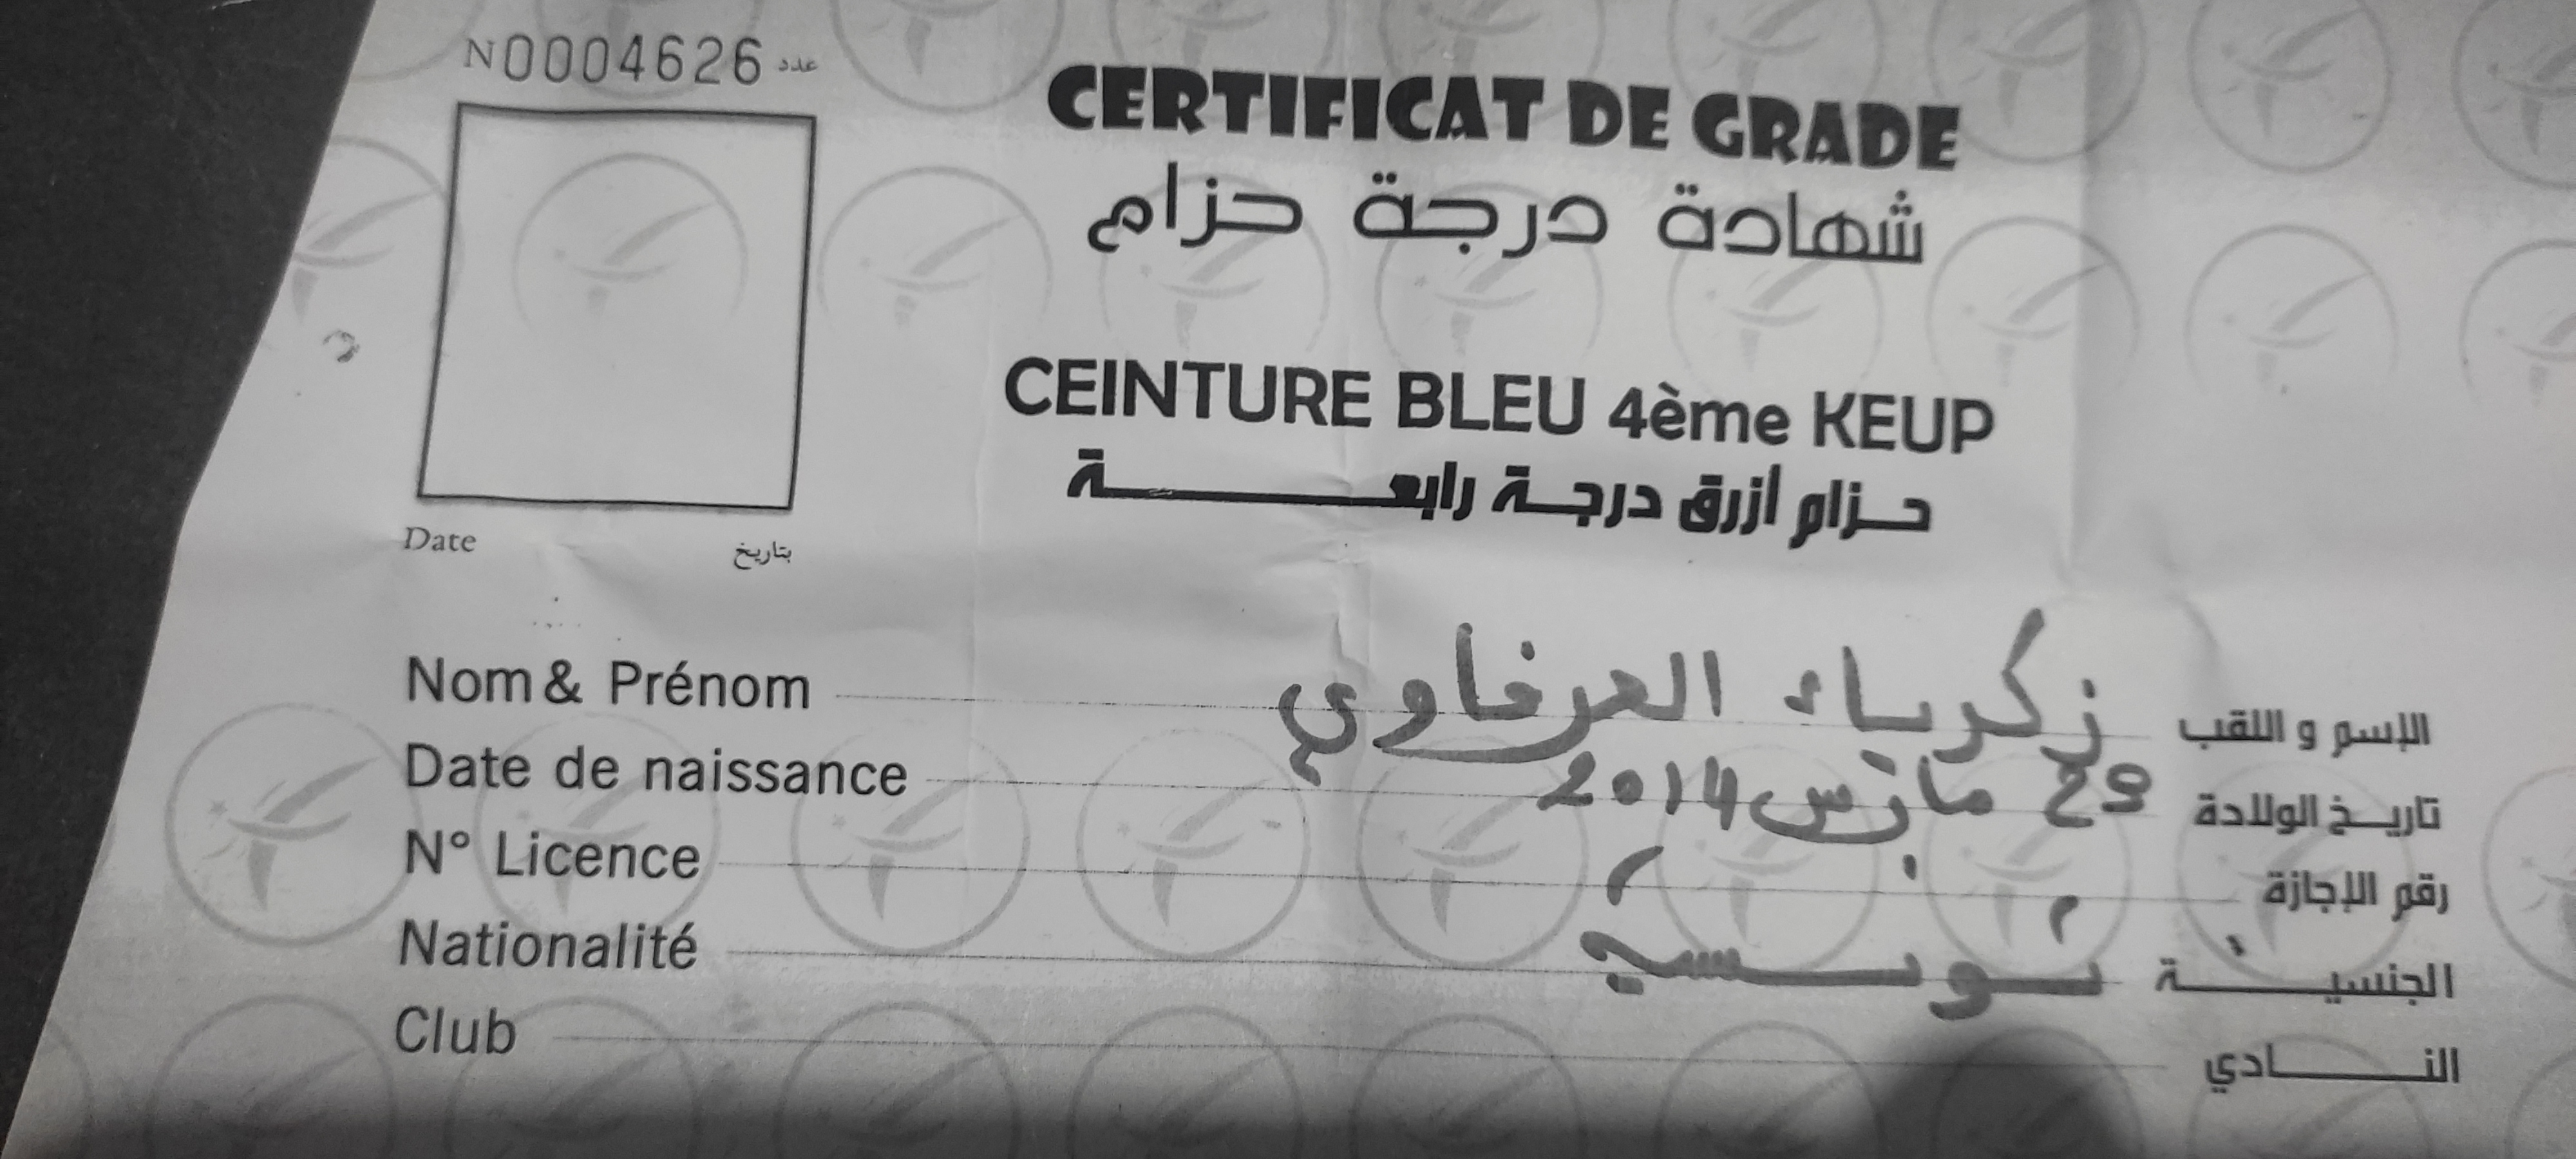 N0004626 عدد
CERTIFICAT DE GRADE
شهادة درجة حزام
CEINTURE BLEU 4ème KEUP
حزام أزرق درجة رابعة
Date بتاريخ
Nom & Prénom زكرياء العرفاوي الإسم و اللقب
Date de naissance 29 مارس 2014 تاريخ الولادة
N° Licence رقم الإجازة
Nationalité تونسية الجنسية
Club النادي